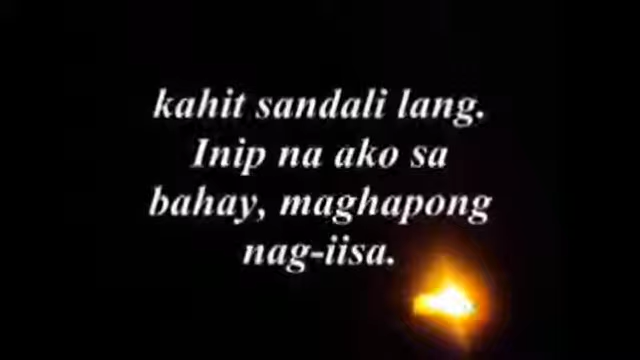 kahit sandali lang.
Inip na ako sa
bahay, maghapong
nag-iisa.